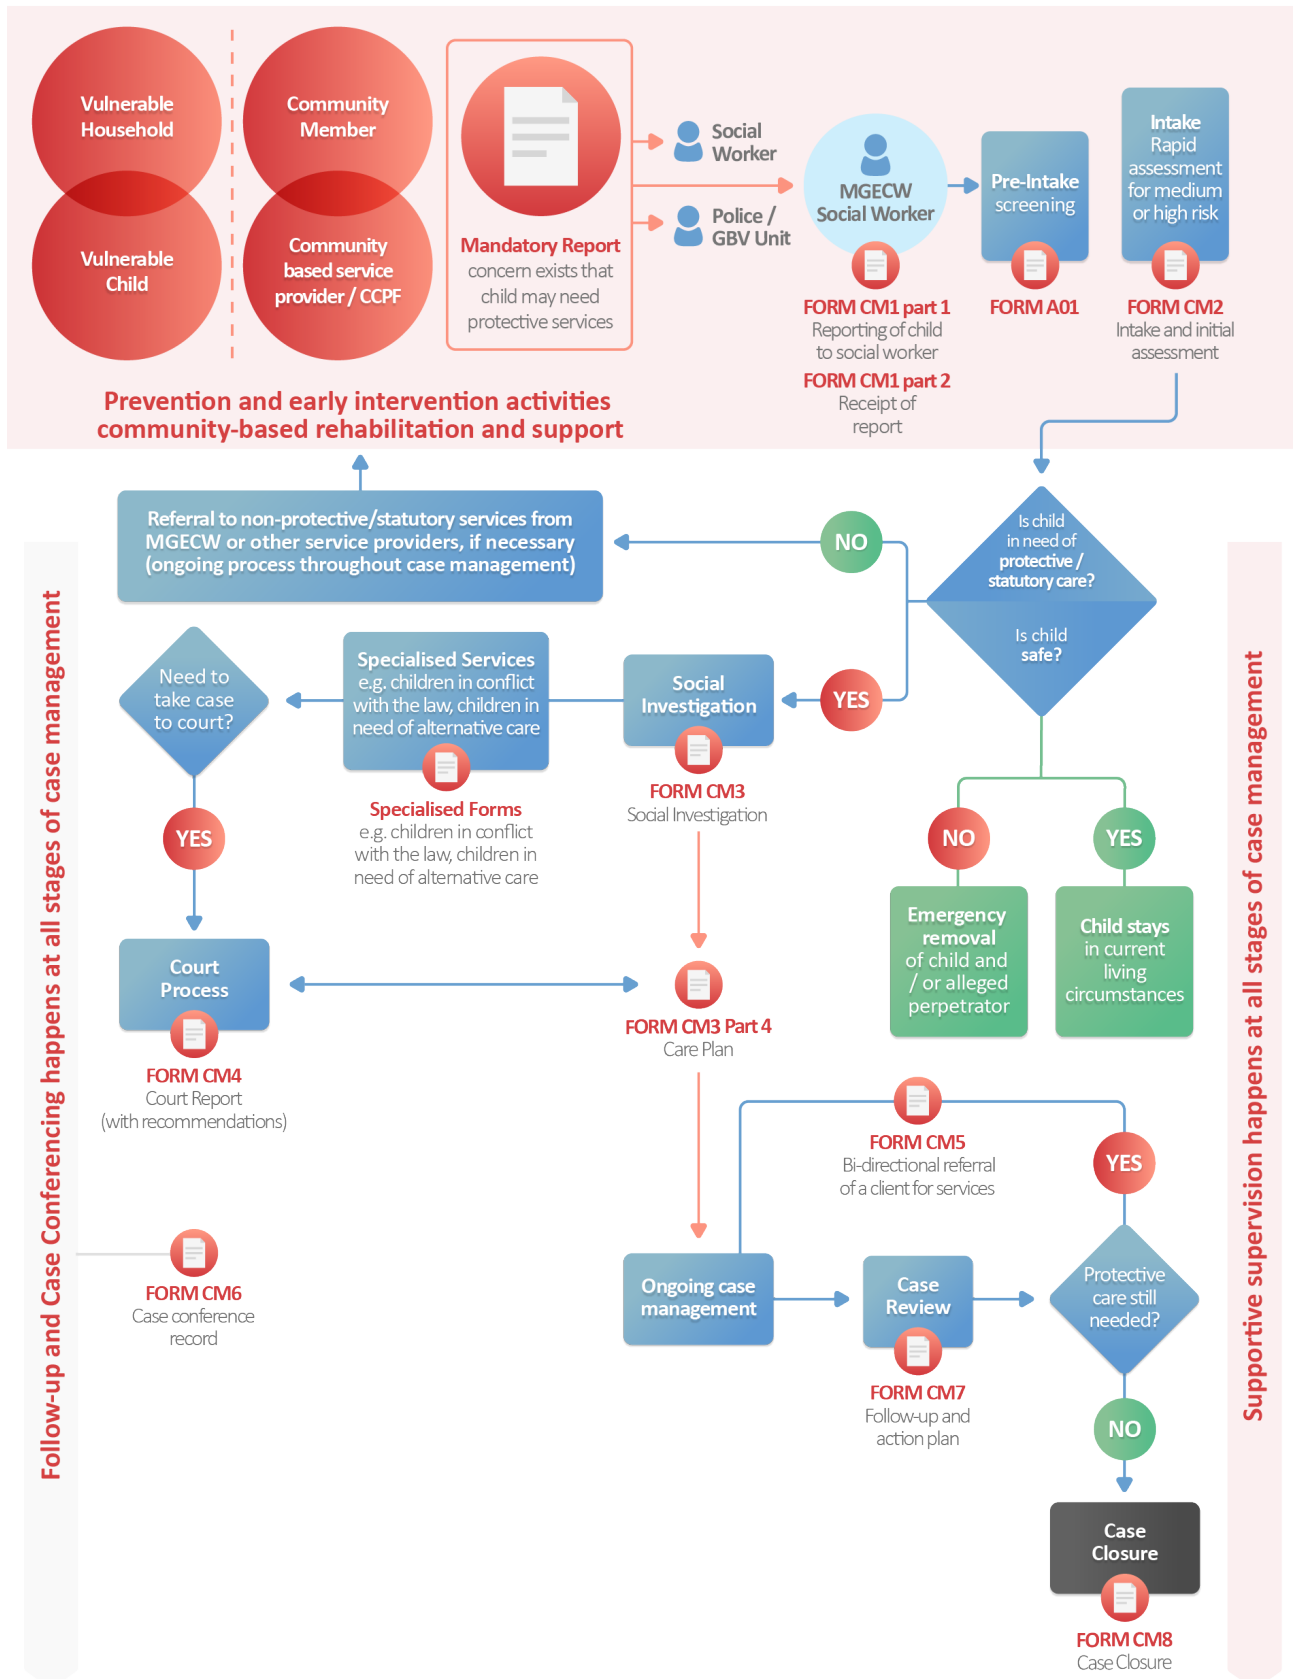 Vulnerable
Household
Community
Member
Vulnerable
Child
Community
based service
provider / CCPF
Mandatory Report
concern exists that
child may need
protective services
Social
Worker
Police /
GBV Unit
MGECW
Social Worker
FORM CM1 part 1
Reporting of child
to social worker
FORM CM1 part 2
Receipt of
report
Pre-Intake
screening
FORM A01
Intake
Rapid
assessment
for medium
or high risk
FORM CM2
Intake and initial
assessment
Prevention and early intervention activities
community-based rehabilitation and support
Referral to non-protective/statutory services from
MGECW or other service providers, if necessary
(ongoing process throughout case management)
NO
Is child
in need of
protective /
statutory care?
Is child
safe?
YES
Social
Investigation
FORM CM3
Social Investigation
Specialised Services
e.g. children in conflict
with the law, children in
need of alternative care
Specialised Forms
e.g. children in conflict
with the law, children in
need of alternative care
Need to
take case
to court?
YES
Court
Process
FORM CM4
Court Report
(with recommendations)
FORM CM3 Part 4
Care Plan
NO
YES
Emergency
removal
of child and
/ or alleged
perpetrator
Child stays
in current
living
circumstances
FORM CM5
Bi-directional referral
of a client for services
YES
FORM CM6
Case conference
record
Ongoing case
management
Case
Review
FORM CM7
Follow-up and
action plan
Protective
care still
needed?
NO
Case
Closure
FORM CM8
Case Closure
Follow-up and Case Conferencing happens at all stages of case management
Supportive supervision happens at all stages of case management